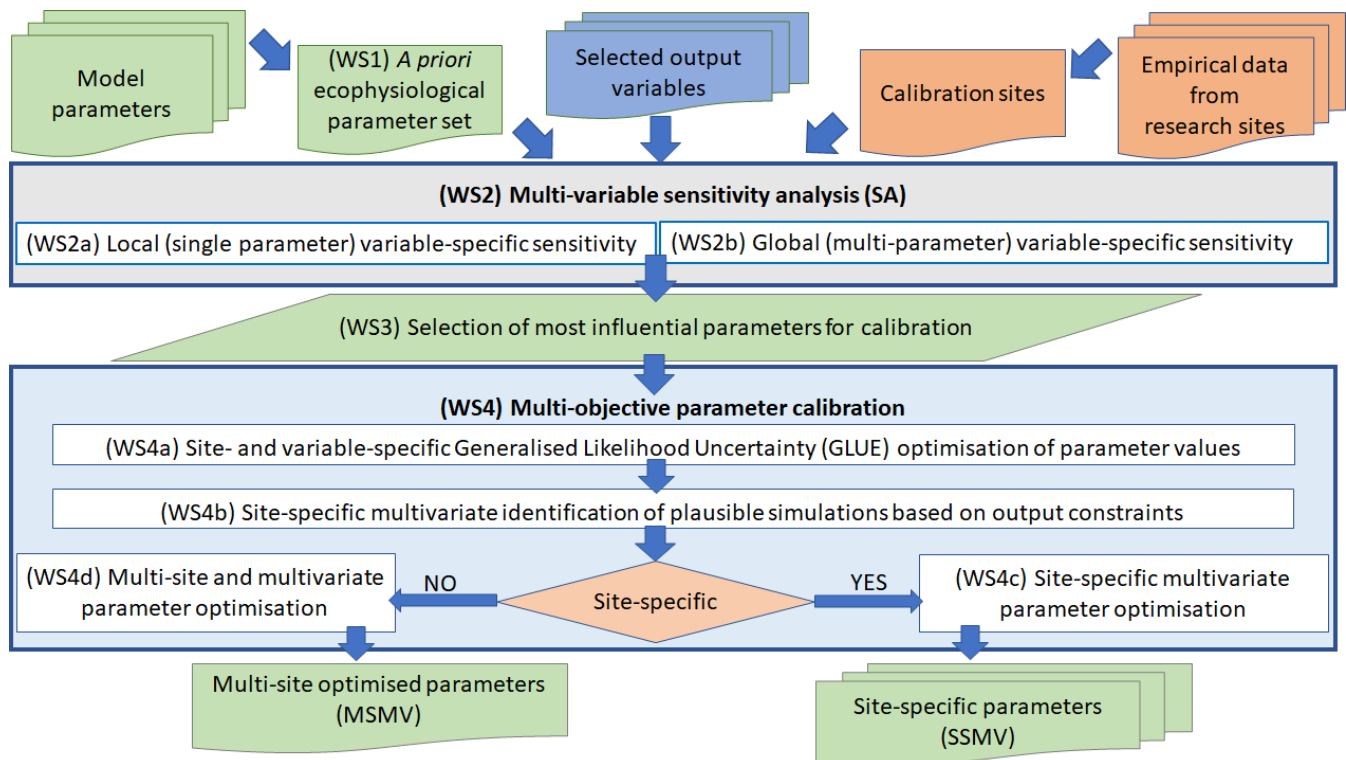 Model
parameters
(WS1) A priori
ecophysiological
parameter set
Selected output
variables
Calibration sites
Empirical data
from
research sites
(WS2) Multi-variable sensitivity analysis (SA)
(WS2a) Local (single parameter) variable-specific sensitivity
(WS2b) Global (multi-parameter) variable-specific sensitivity
(WS3) Selection of most influential parameters for calibration
(WS4) Multi-objective parameter calibration
(WS4a) Site- and variable-specific Generalised Likelihood Uncertainty (GLUE) optimisation of parameter values
(WS4b) Site-specific multivariate identification of plausible simulations based on output constraints
(WS4d) Multi-site and multivariate
parameter optimisation
NO
Site-specific
YES
(WS4c) Site-specific multivariate
parameter optimisation
Multi-site optimised parameters
(MSMV)
Site-specific parameters
(SSMV)